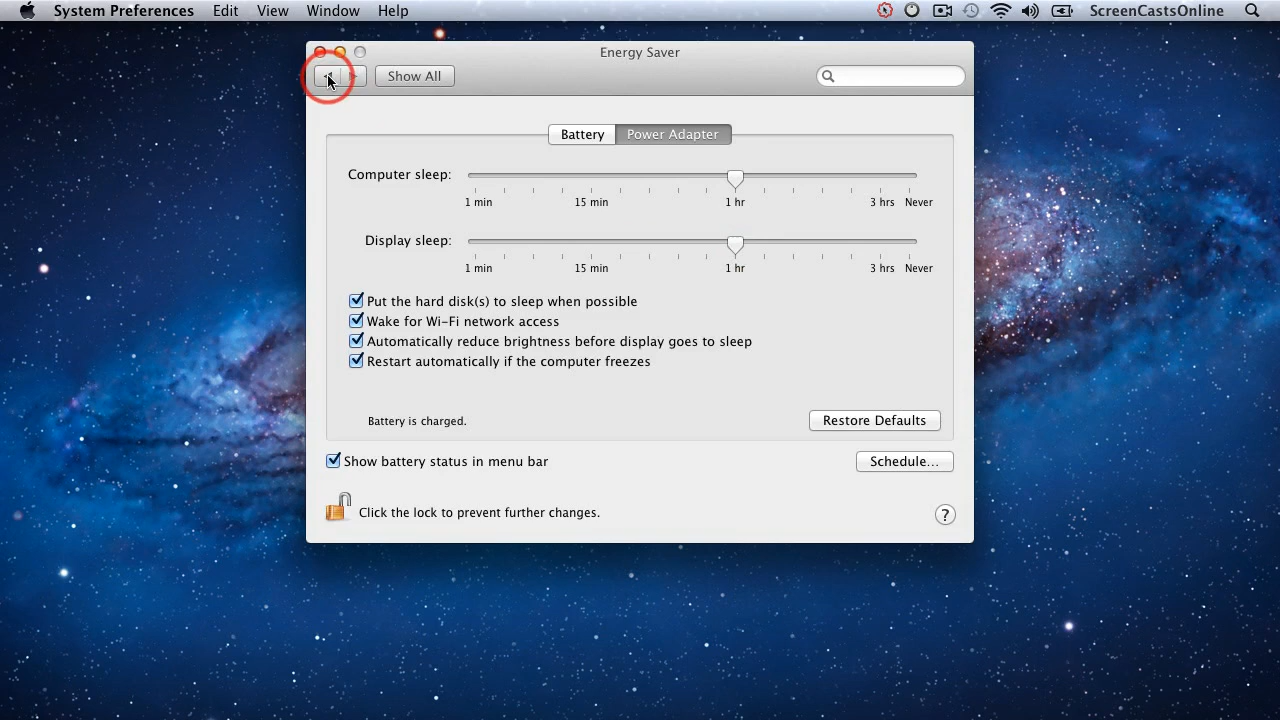 System Preferences Edit View Window Help ScreenCastsOnline
Energy Saver
Show All
Battery Power Adapter
Computer sleep:
1 min 15 min 1 hr 3 hrs Never
Display sleep:
1 min 15 min 1 hr 3 hrs Never
Put the hard disk(s) to sleep when possible
Wake for Wi-Fi network access
Automatically reduce brightness before display goes to sleep
Restart automatically if the computer freezes
Battery is charged. Restore Defaults
Show battery status in menu bar Schedule...
Click the lock to prevent further changes. ?